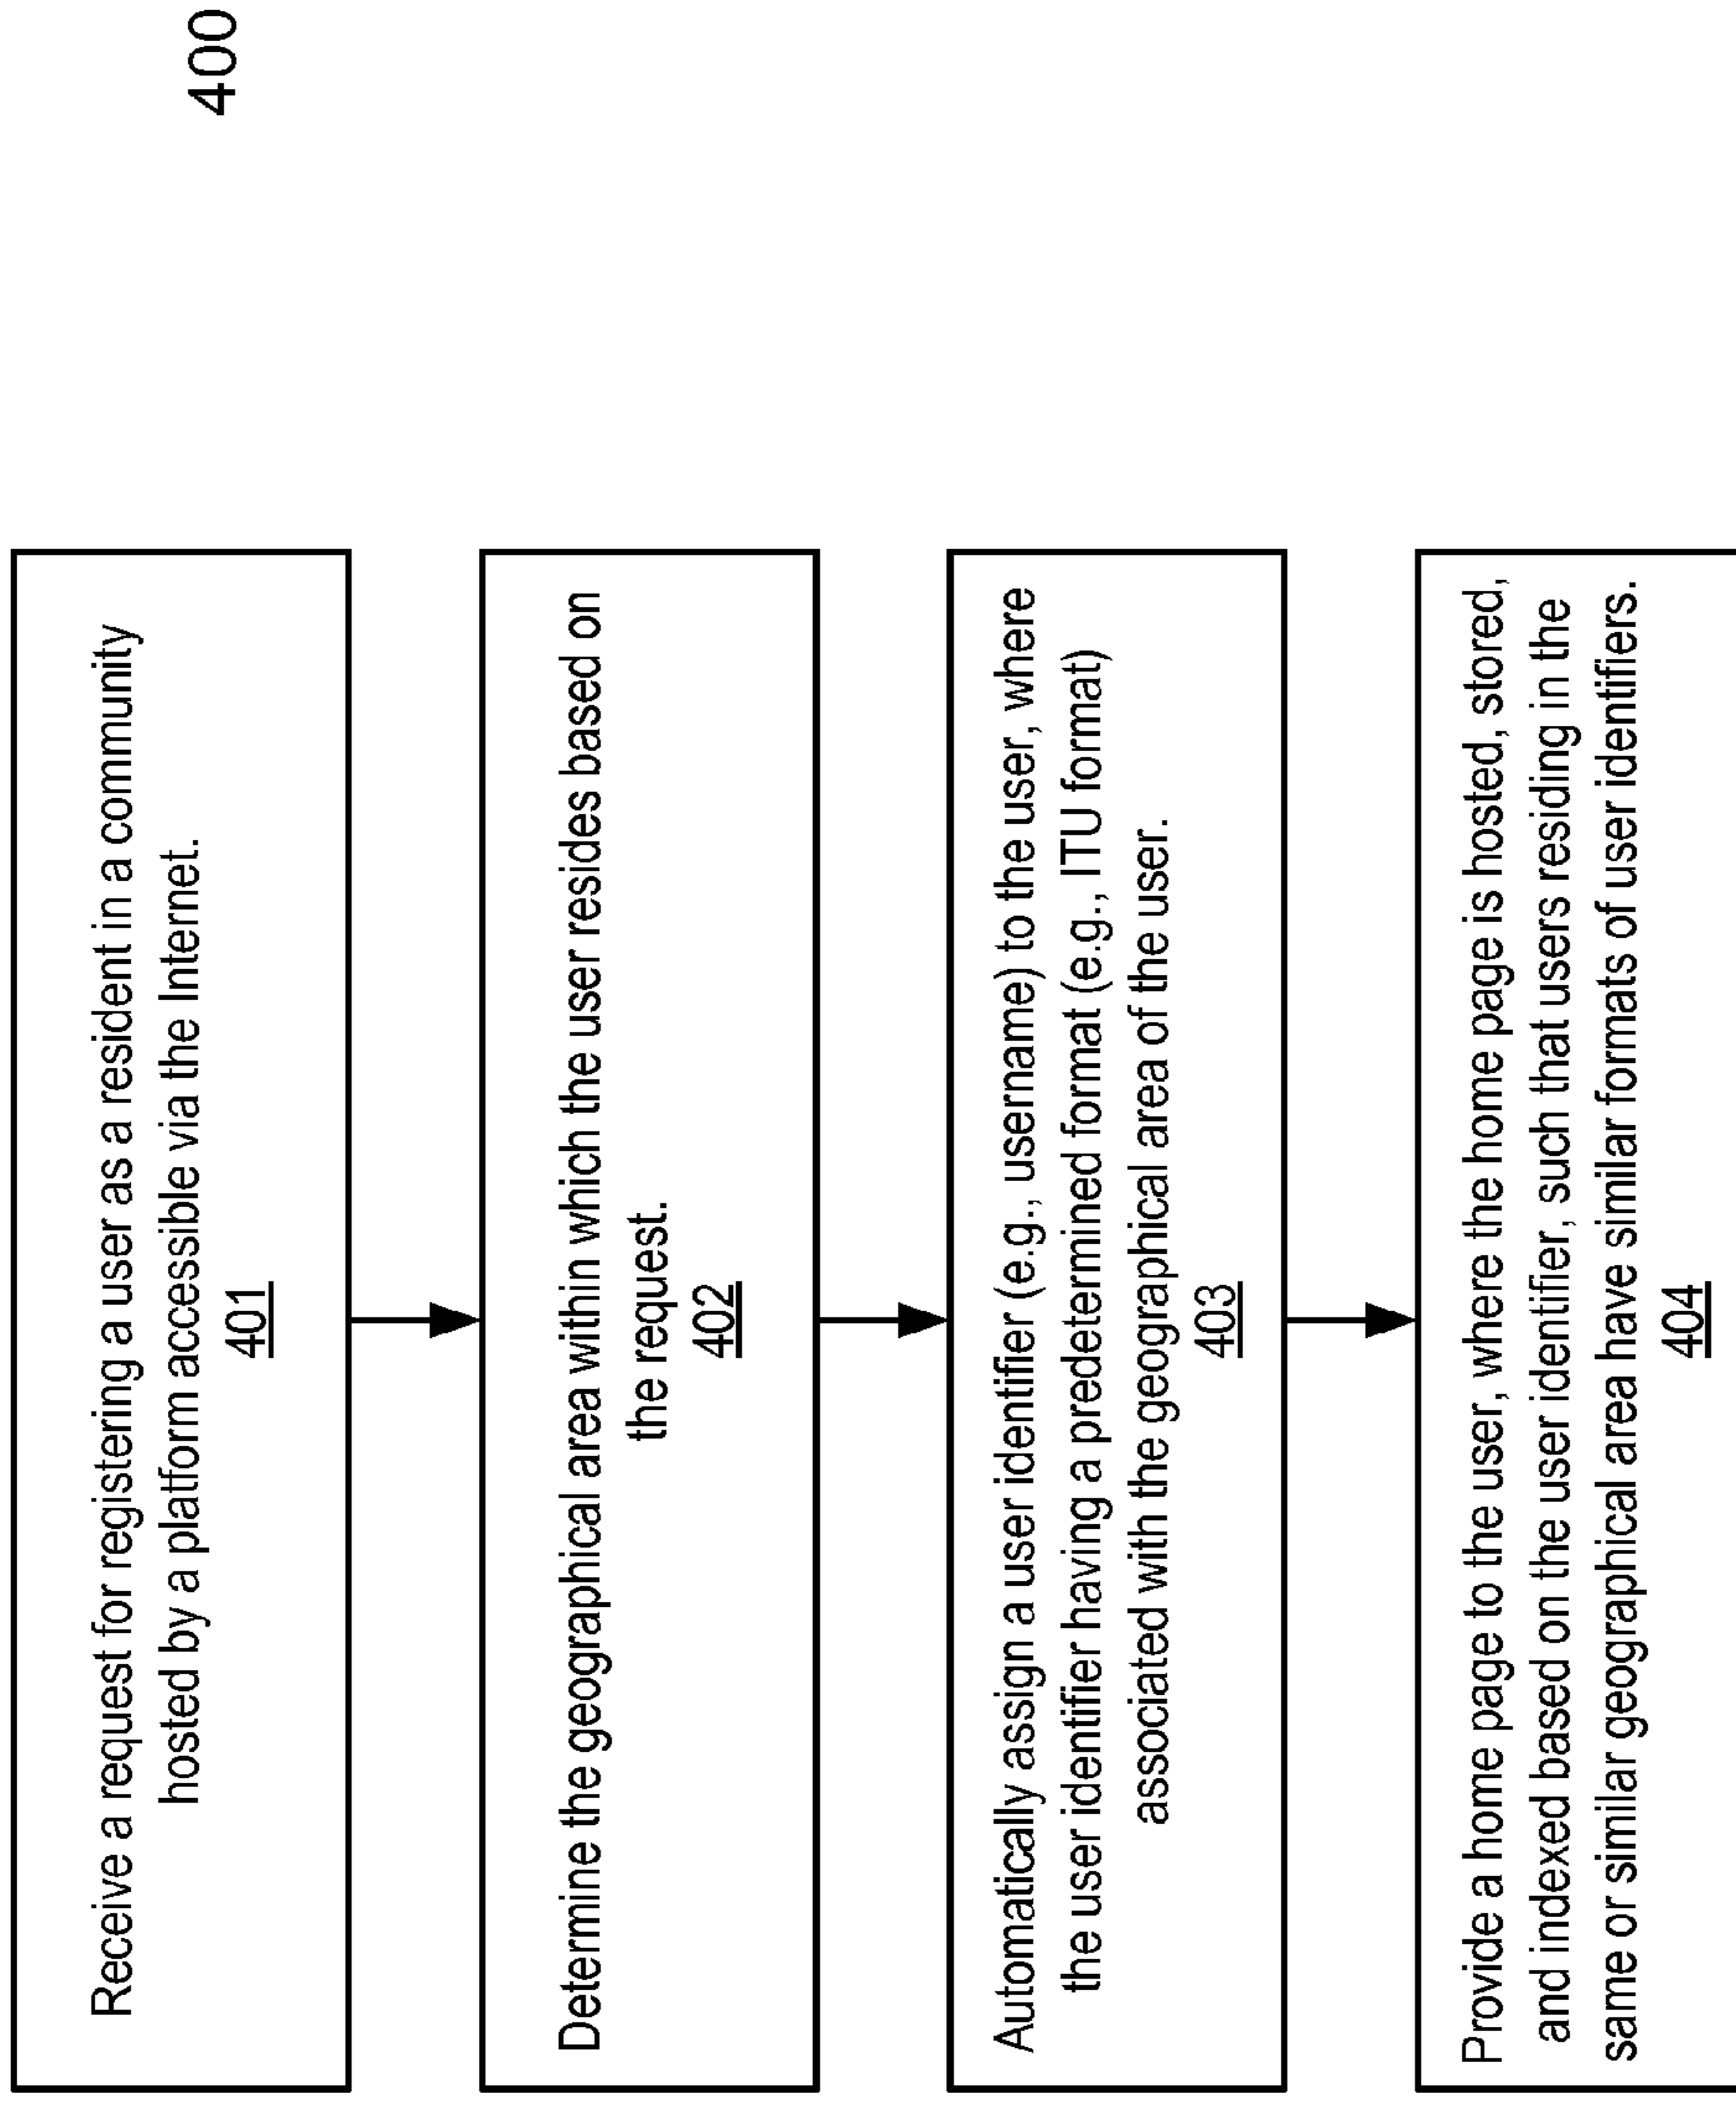 400
Receive a request for registering a user as a resident in a community
hosted by a platform accessible via the Internet.
401
Determine the geographical area within which the user resides based on
the request.
402
Automatically assign a user identifier (e.g., username) to the user, where
the user identifier having a predetermined format (e.g., ITU format)
associated with the geographical area of the user.
403
Provide a home page to the user, where the home page is hosted, stored,
and indexed based on the user identifier, such that users residing in the
same or similar geographical area have similar formats of user identifiers.
404